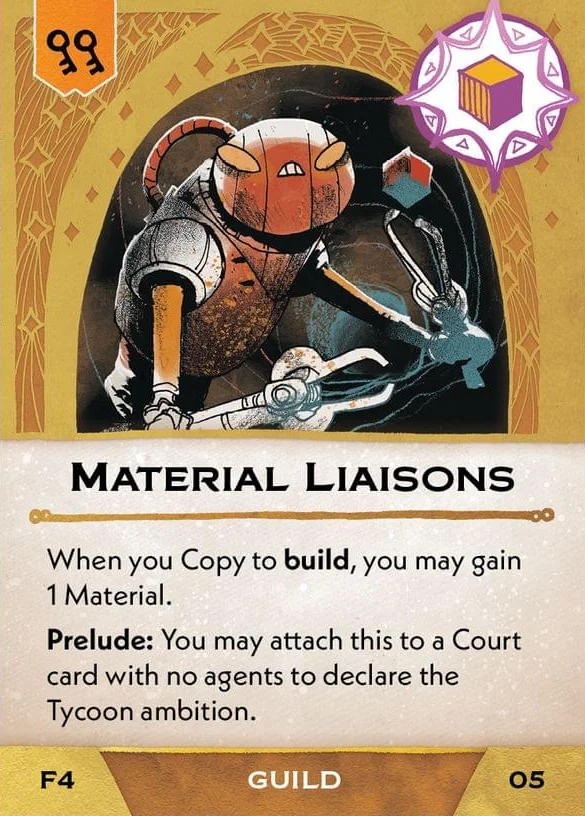 MATERIAL LIAISONS
When you Copy to build, you may gain
1 Material.
Prelude: You may attach this to a Court
card with no agents to declare the
Tycoon ambition.
F4 GUILD 05